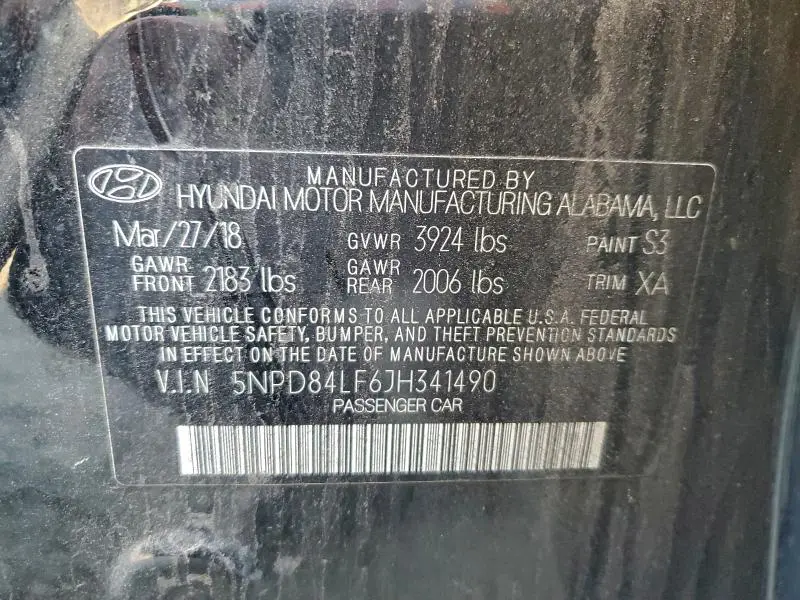 MANUFACTURED BY
HYUNDAI MOTOR MANUFACTURING ALABAMA, LLC
Mar/27/18 GVWR 3924 lbs PAINT S3
GAWR FRONT 2183 lbs GAWR REAR 2006 lbs TRIM XA
THIS VEHICLE CONFORMS TO ALL APPLICABLE U.S.A. FEDERAL
MOTOR VEHICLE SAFETY, BUMPER, AND THEFT PREVENTION STANDARDS
IN EFFECT ON THE DATE OF MANUFACTURE SHOWN ABOVE
V.I.N 5NPD84LF6JH341490
PASSENGER CAR